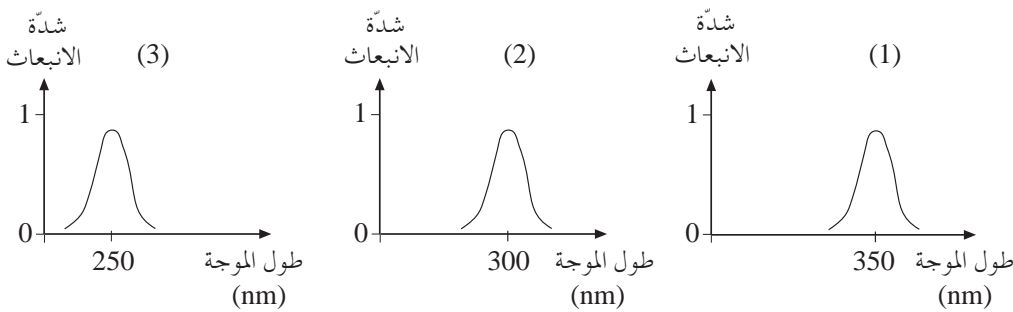 شدّة
الانبعاث
(1)
1
0
350
طول الموجة
(nm)
شدّة
الانبعاث
(2)
1
0
300
طول الموجة
(nm)
شدّة
الانبعاث
(3)
1
0
250
طول الموجة
(nm)